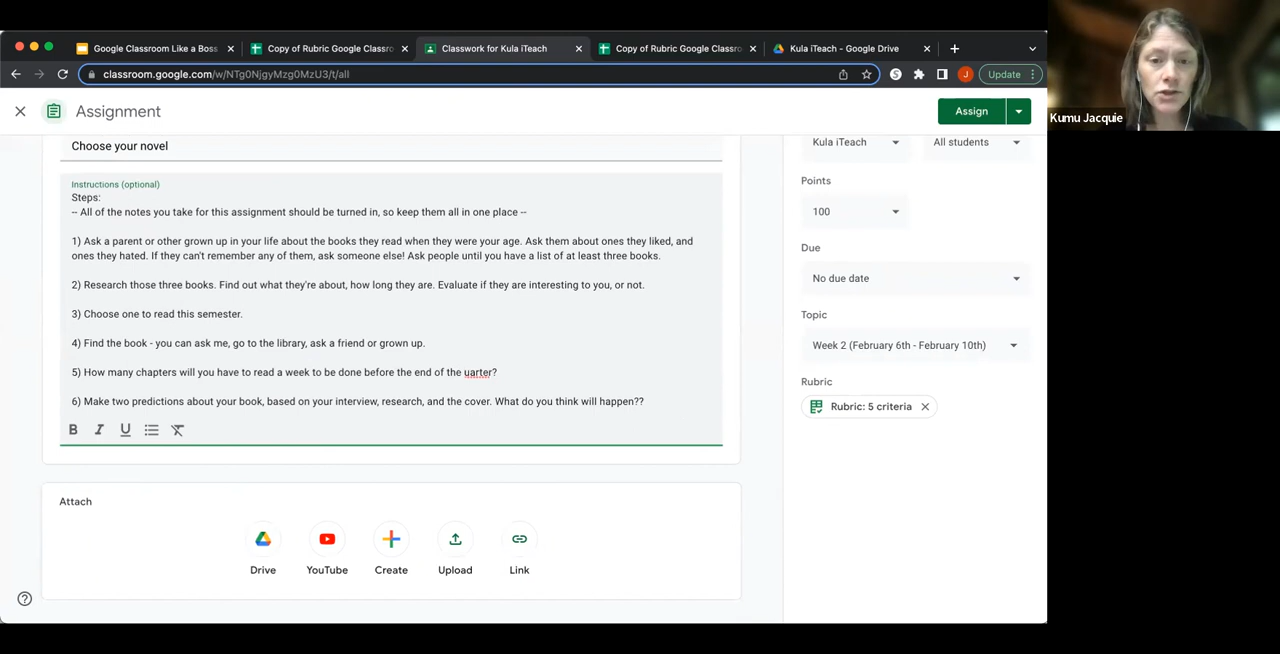 Google Classroom Like a Boss
Copy of Rubric Google Classro
Classwork for Kula iTeach
Copy of Rubric Google Classro
Kula iTeach - Google Drive
classroom.google.com/w/NTg0NjgyMzg0MzU3/t/all
J
Update
Kumu Jacquie
Assignment
Assign
Choose your novel
Kula iTeach
All students
Instructions (optional)
Steps:
-- All of the notes you take for this assignment should be turned in, so keep them all in one place --
1) Ask a parent or other grown up in your life about the books they read when they were your age. Ask them about ones they liked, and
ones they hated. If they can't remember any of them, ask someone else! Ask people until you have a list of at least three books.
2) Research those three books. Find out what they're about, how long they are. Evaluate if they are interesting to you, or not.
3) Choose one to read this semester.
4) Find the book - you can ask me, go to the library, ask a friend or grown up.
5) How many chapters will you have to read a week to be done before the end of the uarter?
6) Make two predictions about your book, based on your interview, research, and the cover. What do you think will happen??
B I U
Points
100
Due
No due date
Topic
Week 2 (February 6th - February 10th)
Rubric
Rubric: 5 criteria
Attach
Drive
YouTube
Create
Upload
Link